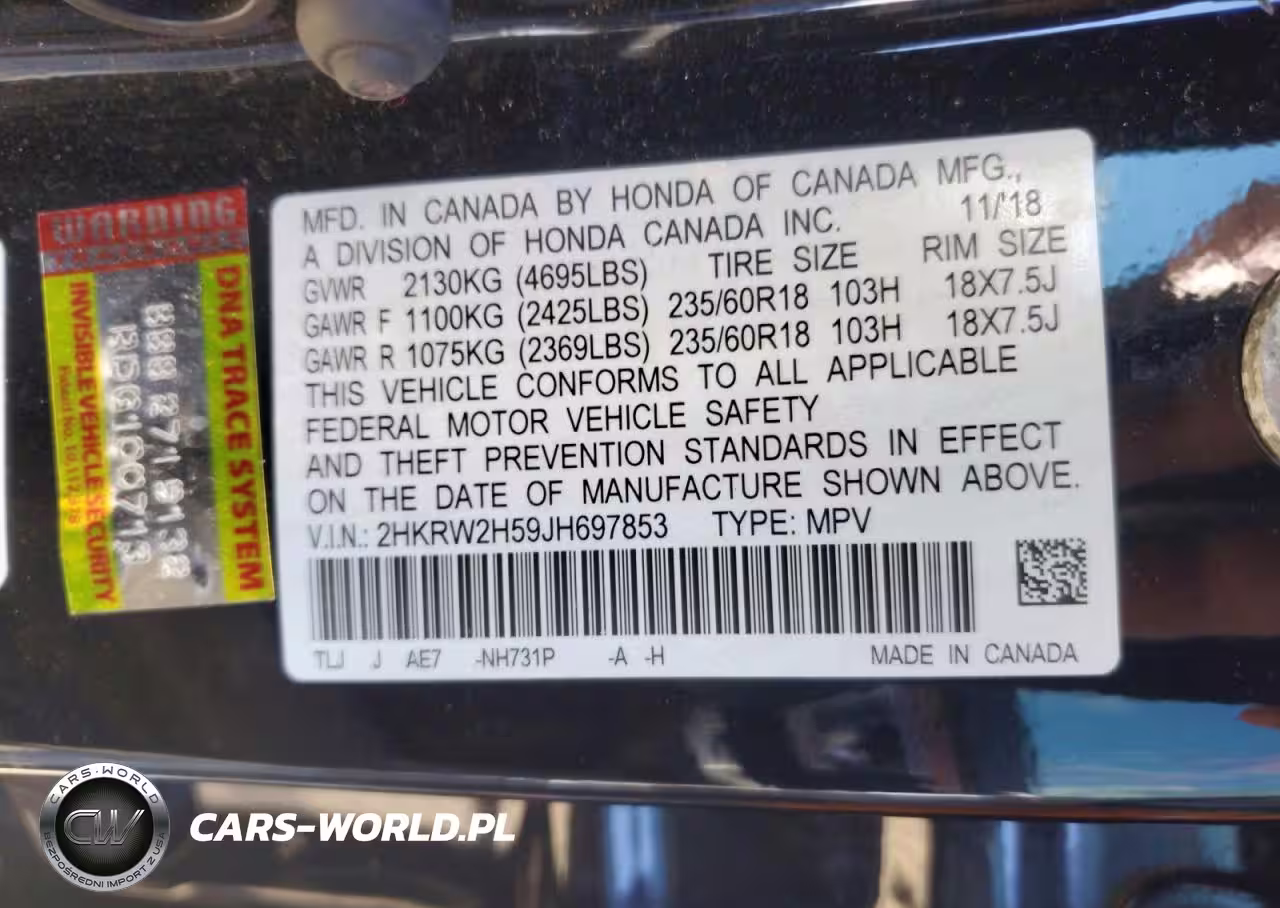 MFD. IN CANADA BY HONDA OF CANADA MFG.,
A DIVISION OF HONDA CANADA INC. 11/'18
GVWR 2130KG (4695LBS) TIRE SIZE RIM SIZE
GAWR F 1100KG (2425LBS) 235/60R18 103H 18X7.5J
GAWR R 1075KG (2369LBS) 235/60R18 103H 18X7.5J
THIS VEHICLE CONFORMS TO ALL APPLICABLE
FEDERAL MOTOR VEHICLE SAFETY
AND THEFT PREVENTION STANDARDS IN EFFECT
ON THE DATE OF MANUFACTURE SHOWN ABOVE.
V.I.N.: 2HKRW2H59JH697853 TYPE: MPV
TLJ J AE7 -NH731P -A -H MADE IN CANADA
WARNING
DNA TRACE SYSTEM
INVISIBLE VEHICLE SECURITY
CARS-WORLD
CW
BEZPOŚREDNI IMPORT Z USA
CARS-WORLD.PL